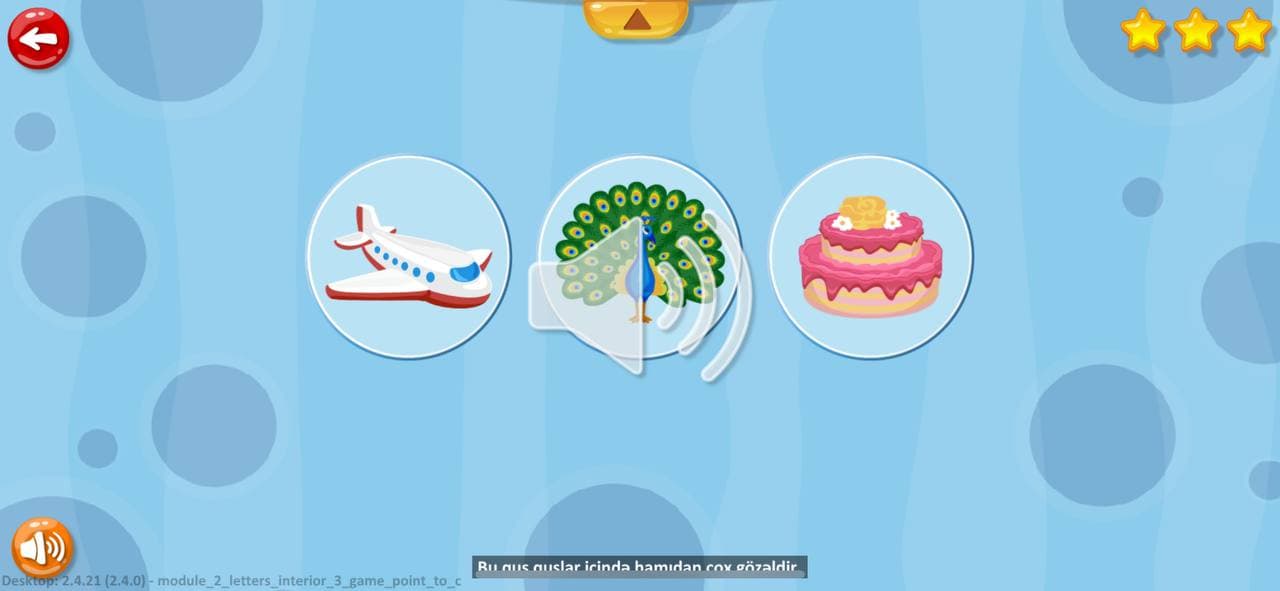 Bu quş quşlar içində hamıdan çox gözəldir.
Desktop: 2.4.21 (2.4.0) - module_2_letters_interior_3_game_point_to_c